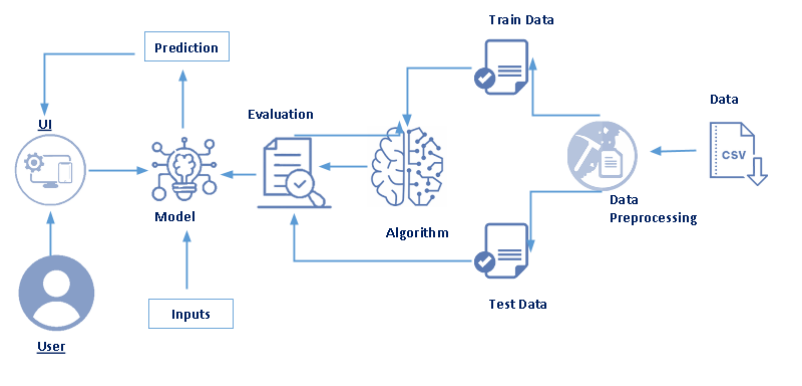 Train Data
Prediction
Data
Evaluation
UI
CSV
Model
Data
Preprocessing
Algorithm
Inputs
Test Data
User